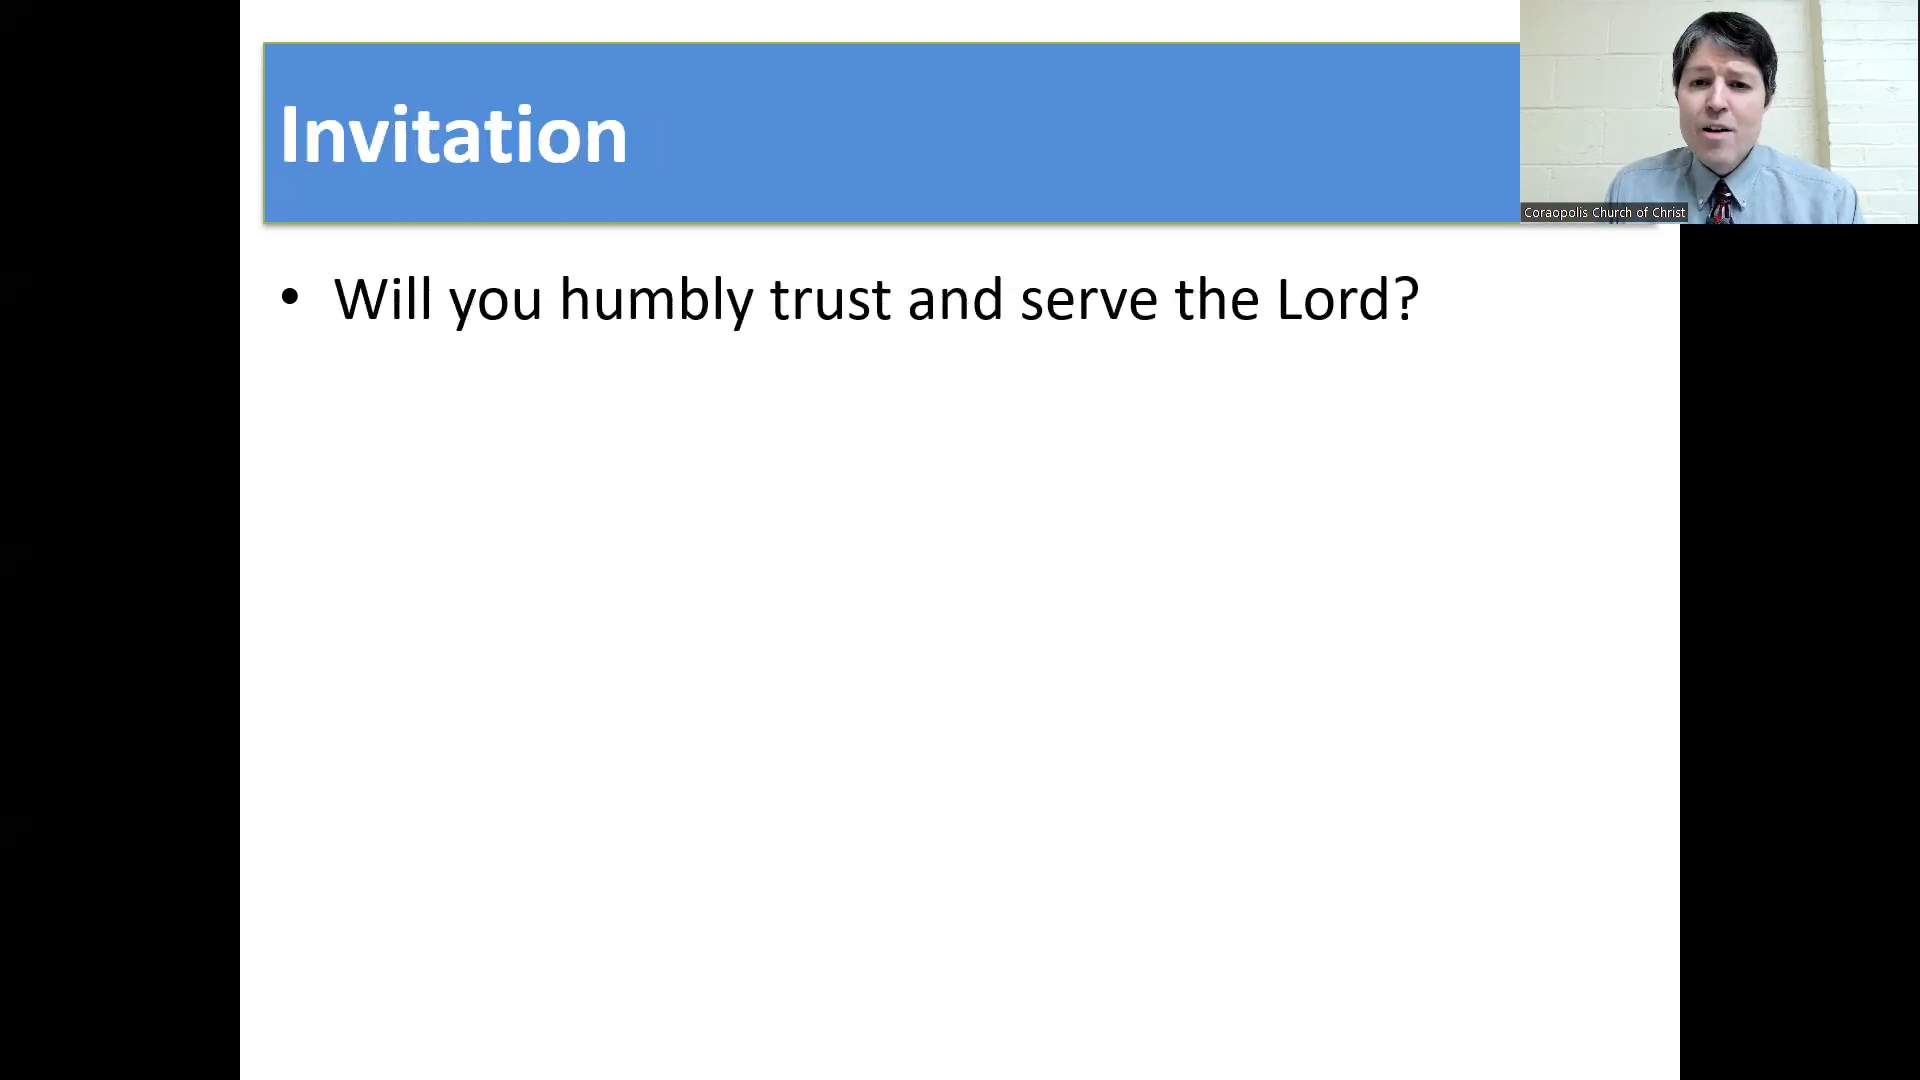 Invitation
Coraopolis Church of Christ
• Will you humbly trust and serve the Lord?